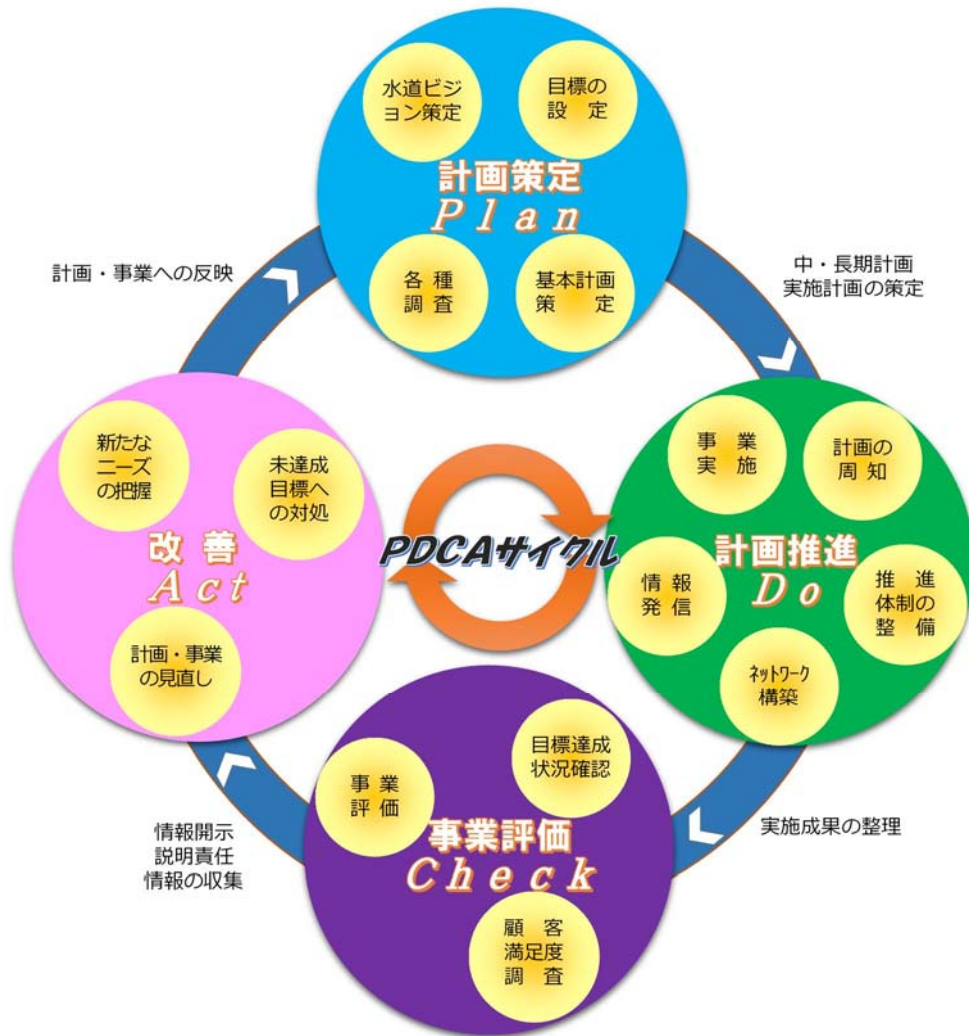 水道ビジ
ョン策定
目標の
設　定
計画策定
Plan
各 種
調 査
基本計画
策　定
計画・事業への反映
中・長期計画
実施計画の策定
新たな
ニーズ
の把握
未達成
目標へ
の対処
改 善
Act
計画・事業
の見直し
PDCAサイクル
事 業
実 施
計画の
周 知
計画推進
Do
情 報
発 信
推　進
体制の
整　備
ネットワーク
構築
事 業
評 価
目標達成
状況確認
事業評価
Check
顧　客
満足度
調　査
情報開示
説明責任
情報の収集
実施成果の整理